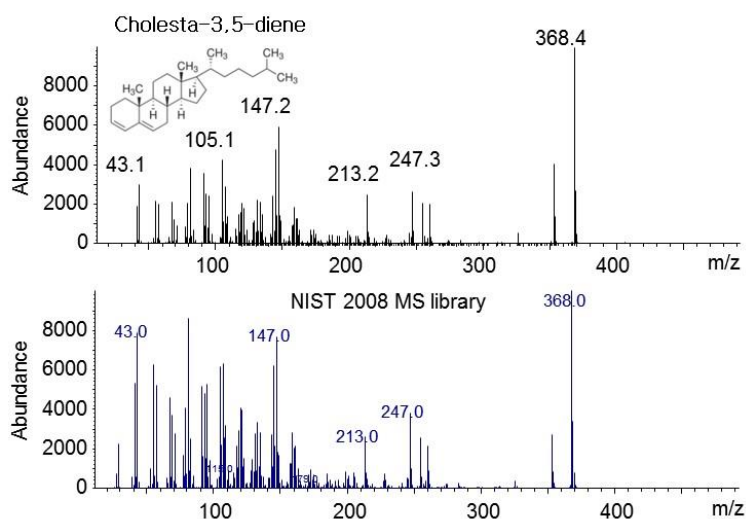 Cholesta-3,5-diene
CH₃
H₃C
CH₃
CH₃
H₃C
H
H
H
H
368.4
147.2
105.1
43.1
213.2
247.3
Abundance
8000
6000
4000
2000
0
100
200
300
400
m/z
NIST 2008 MS library
368.0
43.0
147.0
247.0
213.0
Abundance
8000
6000
4000
2000
0
100
200
300
400
m/z